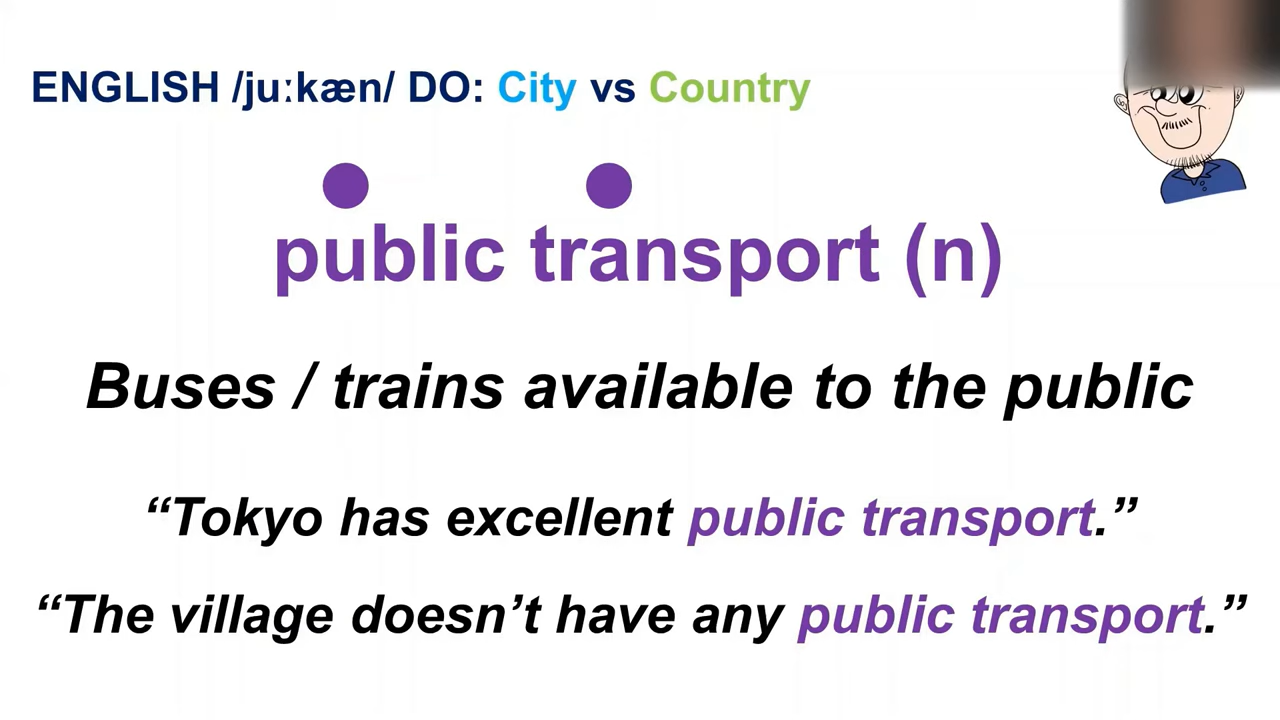 ENGLISH /juːkæn/ DO: City vs Country
public transport (n)
Buses / trains available to the public
“Tokyo has excellent public transport.”
“The village doesn’t have any public transport.”